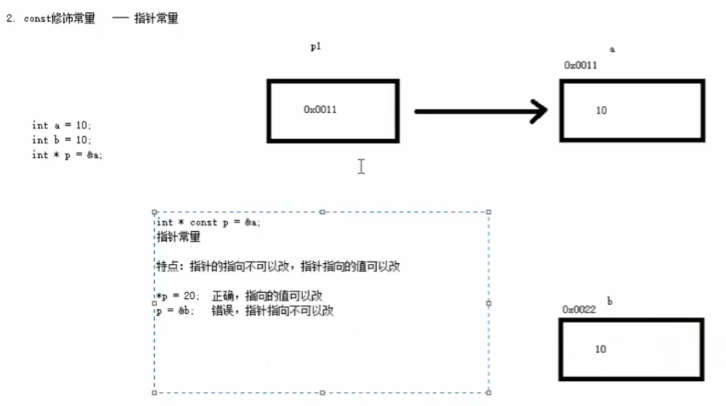 2. const修饰常量 —— 指针常量
p1
a
0x0011
0x0011
10
int a = 10;
int b = 10;
int * p = &a;
int * const p = &a;
指针常量
特点：指针的指向不可以改，指针指向的值可以改
*p = 20; 正确，指向的值可以改
p = &b; 错误，指针指向不可以改
b
0x0022
10